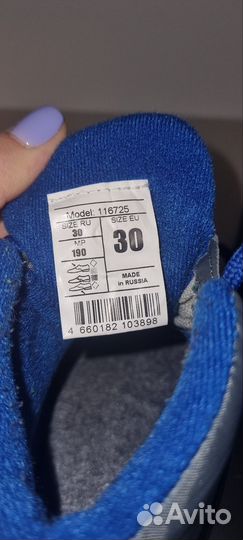 Model: 116725
SIZE RU
SIZE EU
30
30
MP
190
MADE
in RUSSIA
4 660182 103898
Avito